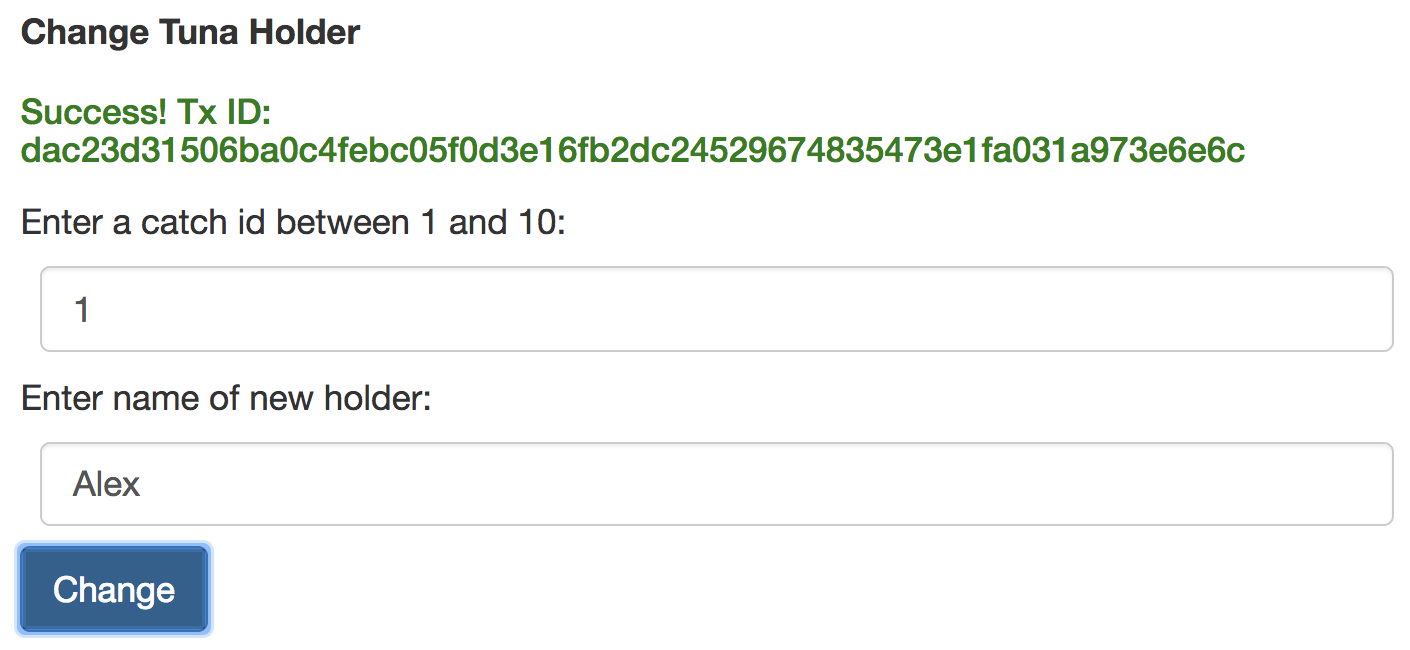 Change Tuna Holder
Success! Tx ID:
dac23d31506ba0c4febc05f0d3e16fb2dc24529674835473e1fa031a973e6e6c
Enter a catch id between 1 and 10:
1
Enter name of new holder:
Alex
Change